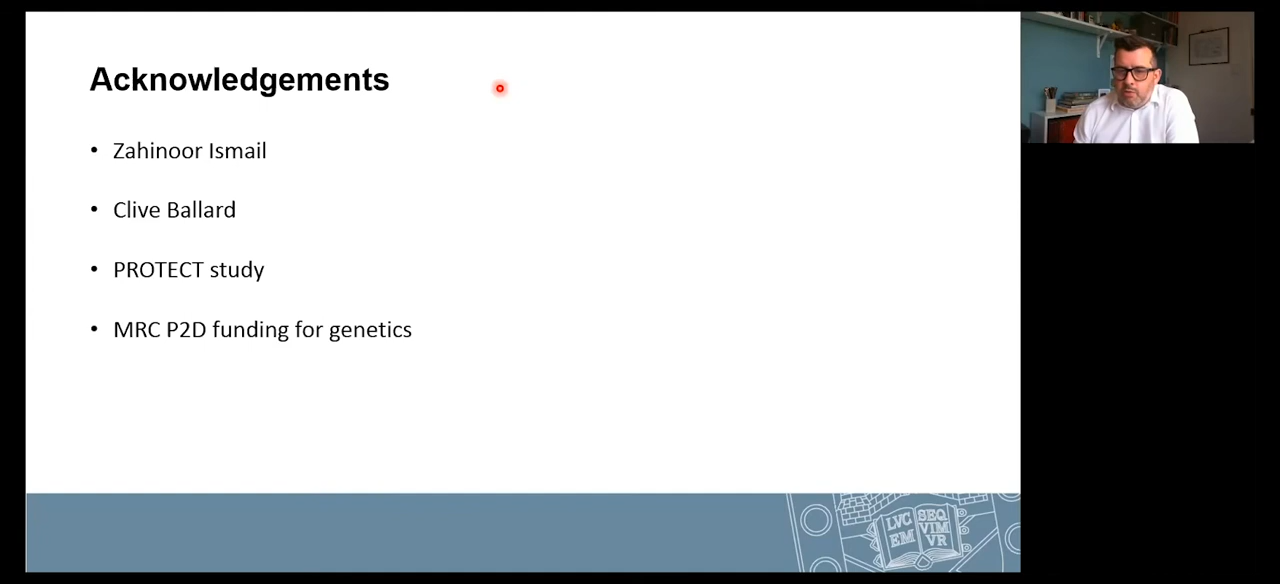 Acknowledgements
• Zahinoor Ismail
• Clive Ballard
• PROTECT study
• MRC P2D funding for genetics
LVC SEQ
EM VIM
VR